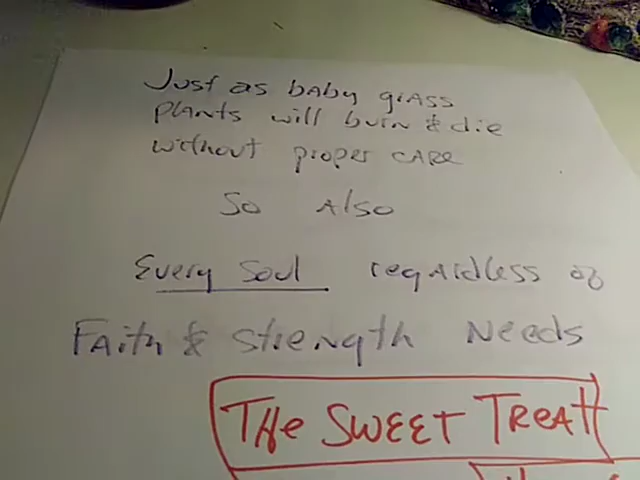 Just as baby grass
plants will burn & die
without proper care
So Also
Every Soul regardless of
Faith & Strength Needs
THe SWEET TReaT